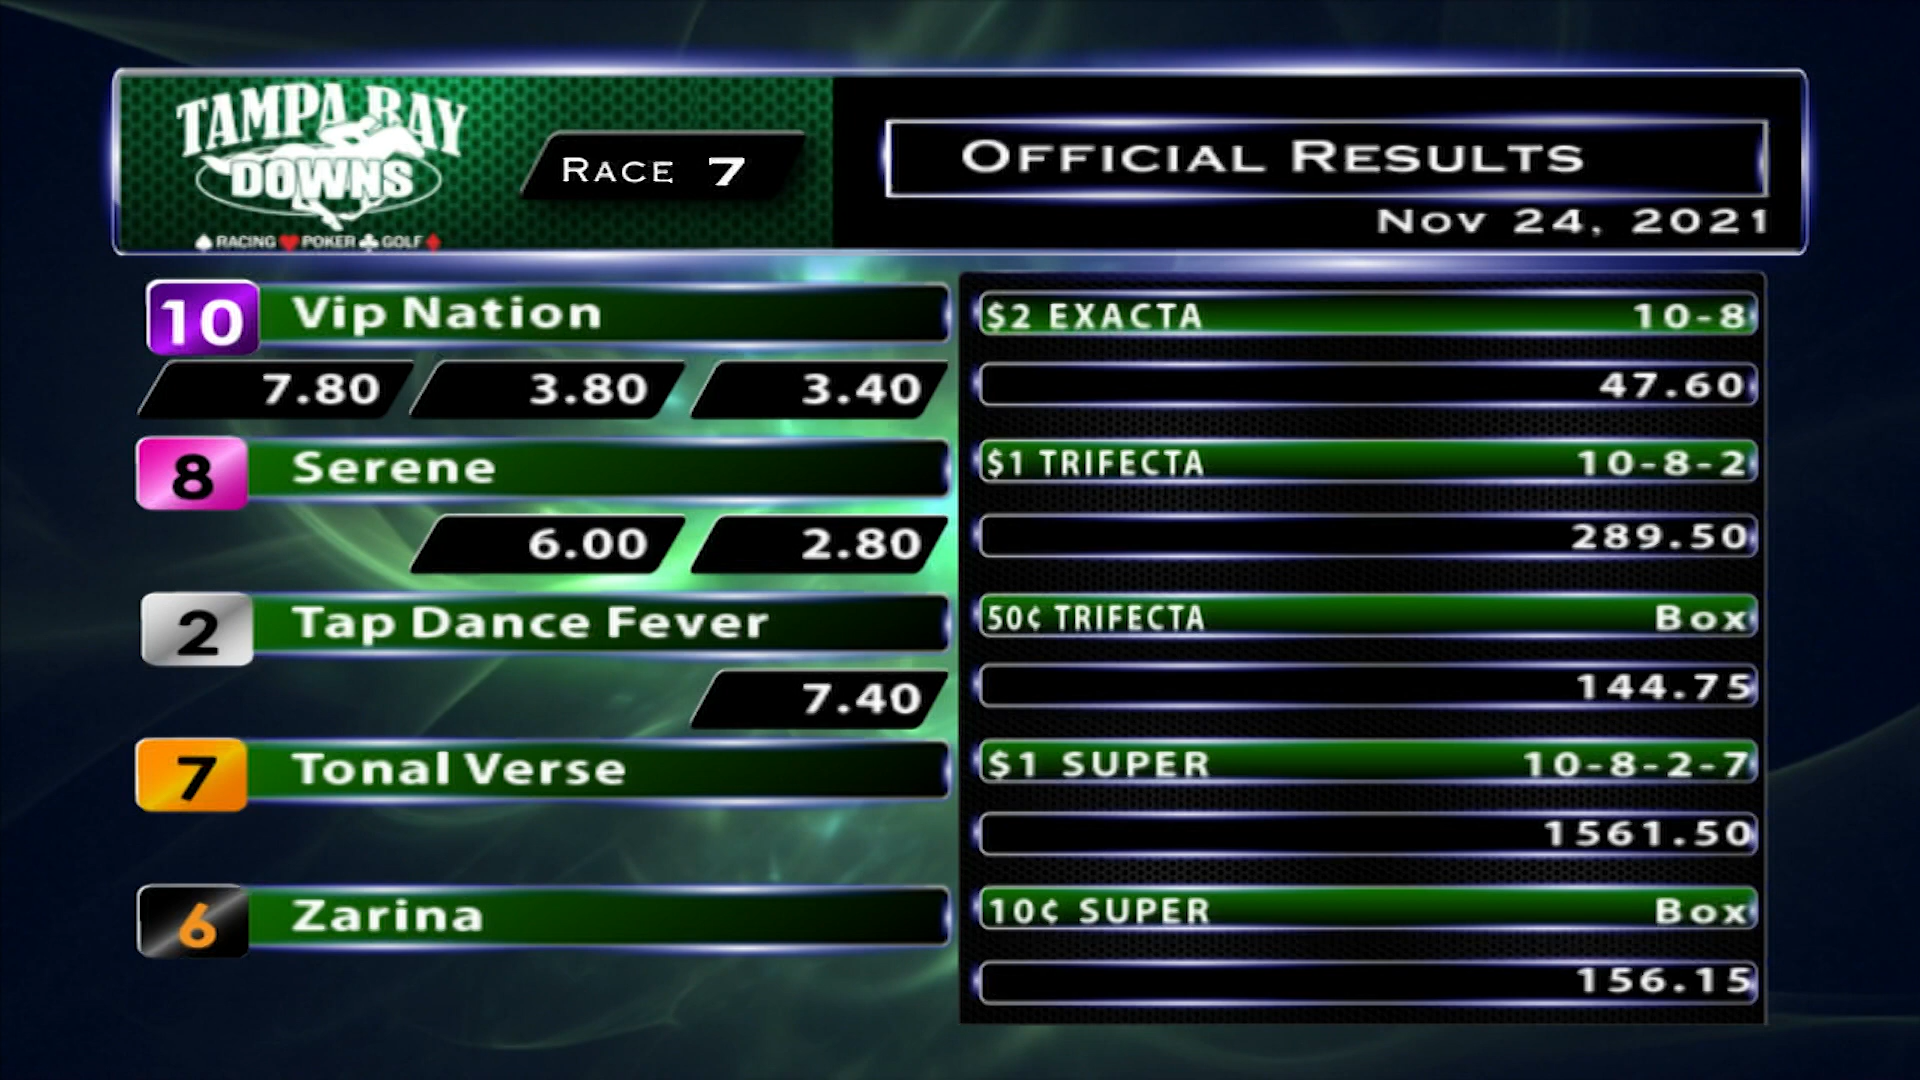 TAMPA BAY
DOWNS
RACING POKER GOLF
RACE 7
OFFICIAL RESULTS
NOV 24, 2021
10 Vip Nation
7.80 3.80 3.40
8 Serene
6.00 2.80
2 Tap Dance Fever
7.40
7 Tonal Verse
6 Zarina
$2 EXACTA 10-8
47.60
$1 TRIFECTA 10-8-2
289.50
50¢ TRIFECTA Box
144.75
$1 SUPER 10-8-2-7
1561.50
10¢ SUPER Box
156.15